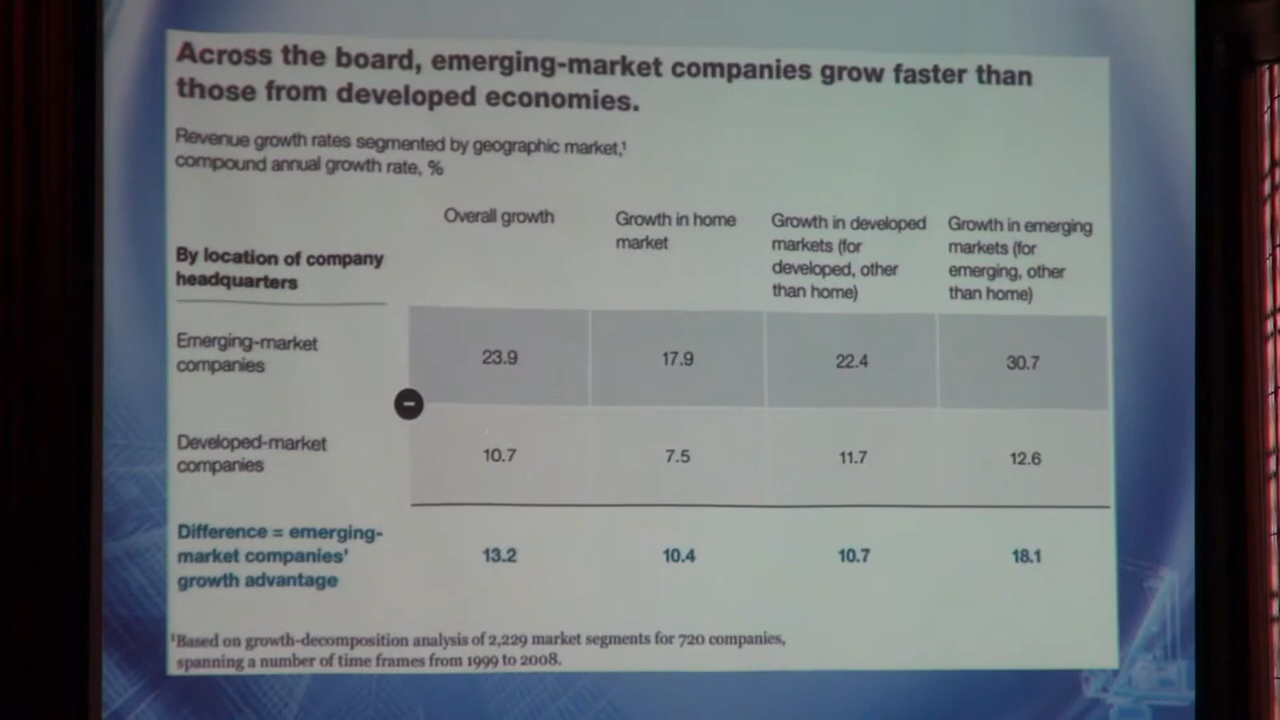 Across the board, emerging-market companies grow faster than
those from developed economies.
Revenue growth rates segmented by geographic market,¹
compound annual growth rate, %
By location of company
headquarters
Overall growth
Growth in home
market
Growth in developed
markets (for
developed, other
than home)
Growth in emerging
markets (for
emerging, other
than home)
Emerging-market
companies
23.9
17.9
22.4
30.7
−
Developed-market
companies
10.7
7.5
11.7
12.6
Difference = emerging-
market companies'
growth advantage
13.2
10.4
10.7
18.1
¹Based on growth-decomposition analysis of 2,229 market segments for 720 companies,
spanning a number of time frames from 1999 to 2008.